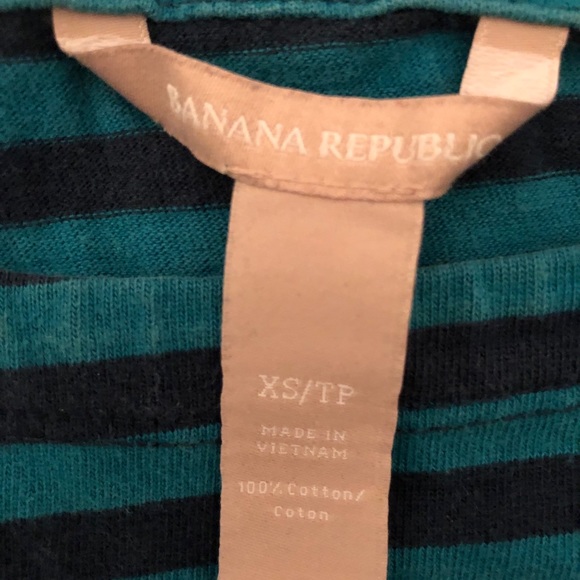 BANANA REPUBLIC
XS/TP
MADE IN
VIETNAM
100% Cotton/
Coton